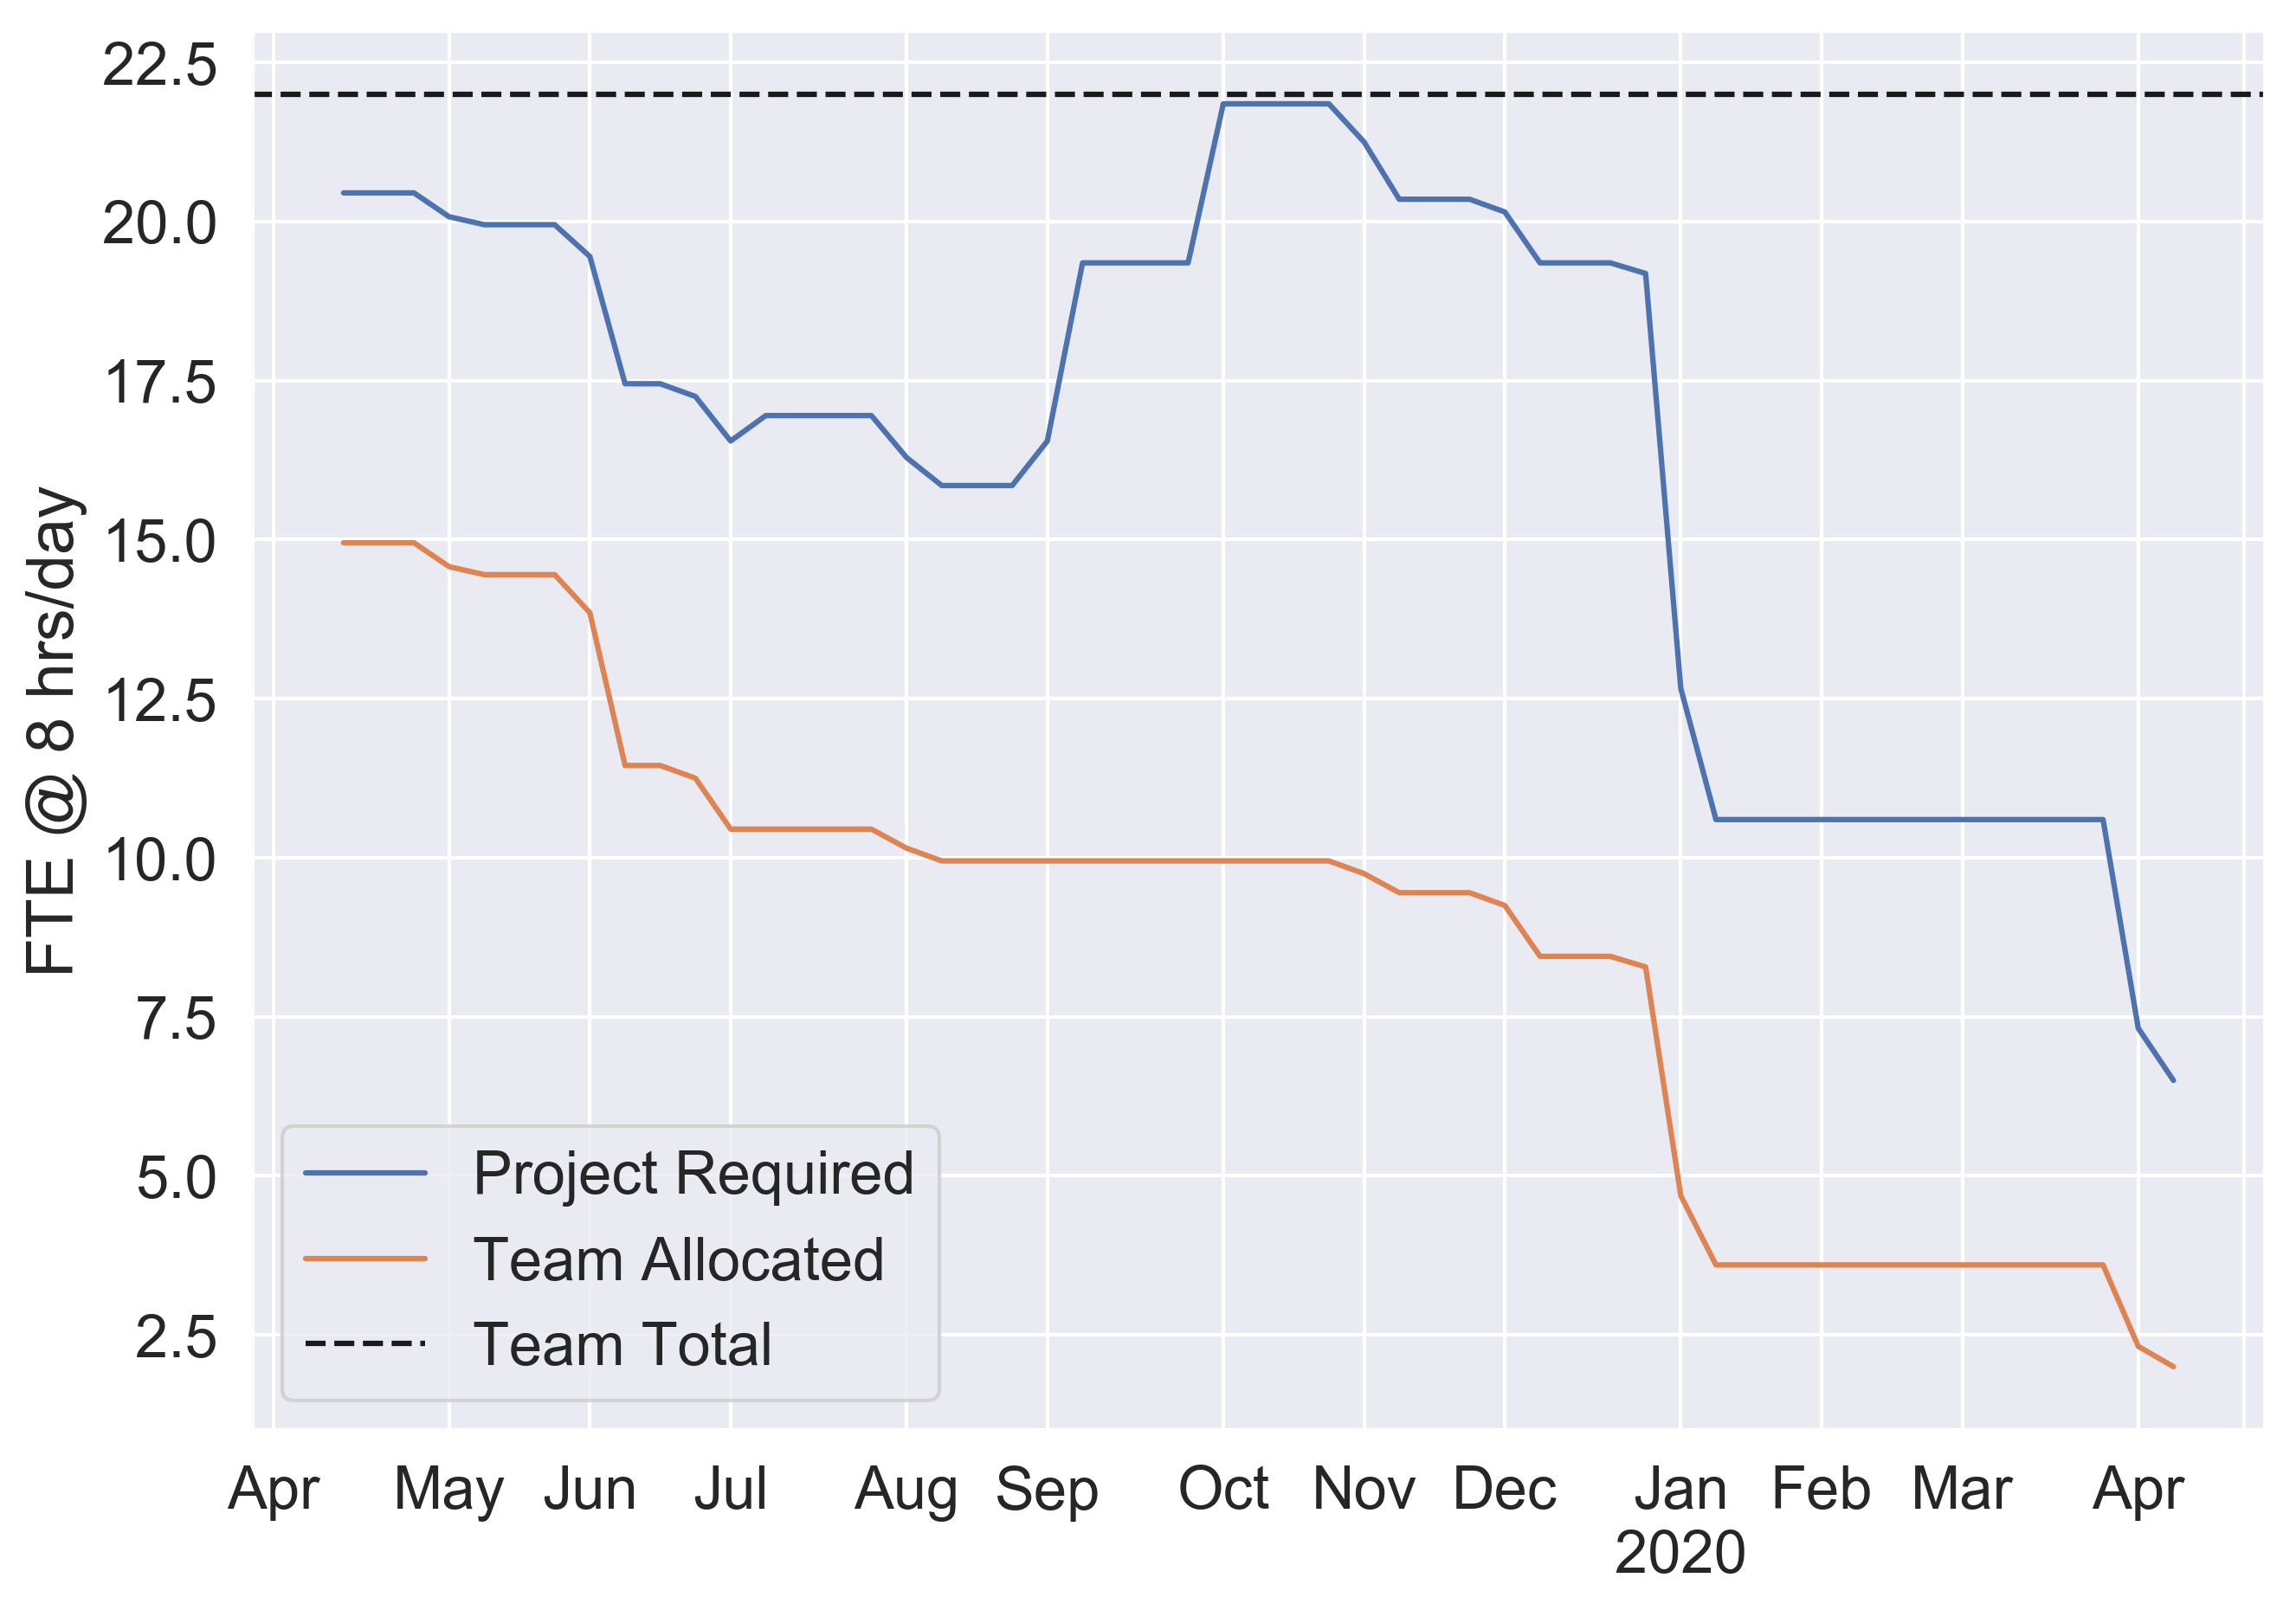 FTE @ 8 hrs/day
22.5
20.0
17.5
15.0
12.5
10.0
7.5
5.0
2.5
Project Required
Team Allocated
Team Total
Apr May Jun Jul Aug Sep Oct Nov Dec Jan Feb Mar Apr
2020